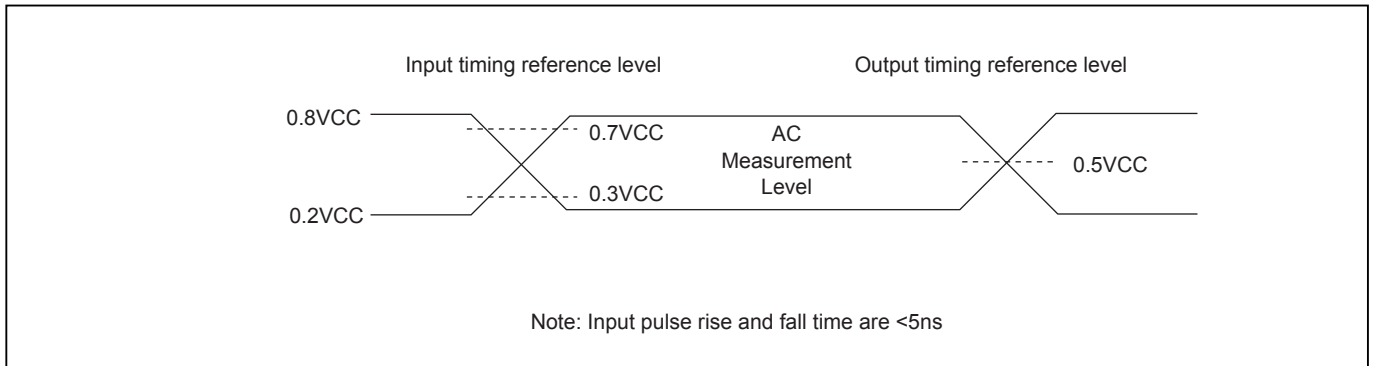 Input timing reference level
Output timing reference level
0.8VCC
0.7VCC
AC
Measurement
Level
0.5VCC
0.3VCC
0.2VCC
Note: Input pulse rise and fall time are <5ns